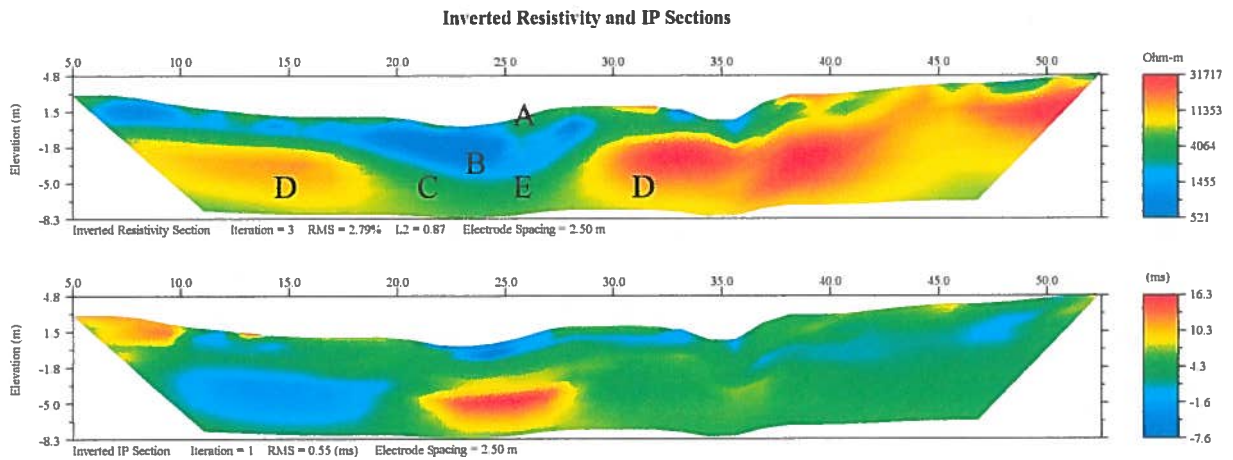 Inverted Resistivity and IP Sections
5.0 10.0 15.0 20.0 25.0 30.0 35.0 40.0 45.0 50.0
Ohm-m
4.8
1.5
-1.8
-5.0
-8.3
Elevation (m)
A
B
D C E D
31717
11353
4064
1455
521
Inverted Resistivity Section Iteration = 3 RMS = 2.79% L2 = 0.87 Electrode Spacing = 2.50 m
5.0 10.0 15.0 20.0 25.0 30.0 35.0 40.0 45.0 50.0
(ms)
4.8
1.5
-1.8
-5.0
-8.3
Elevation (m)
16.3
10.3
4.3
-1.6
-7.6
Inverted IP Section Iteration = 1 RMS = 0.55 (ms) Electrode Spacing = 2.50 m